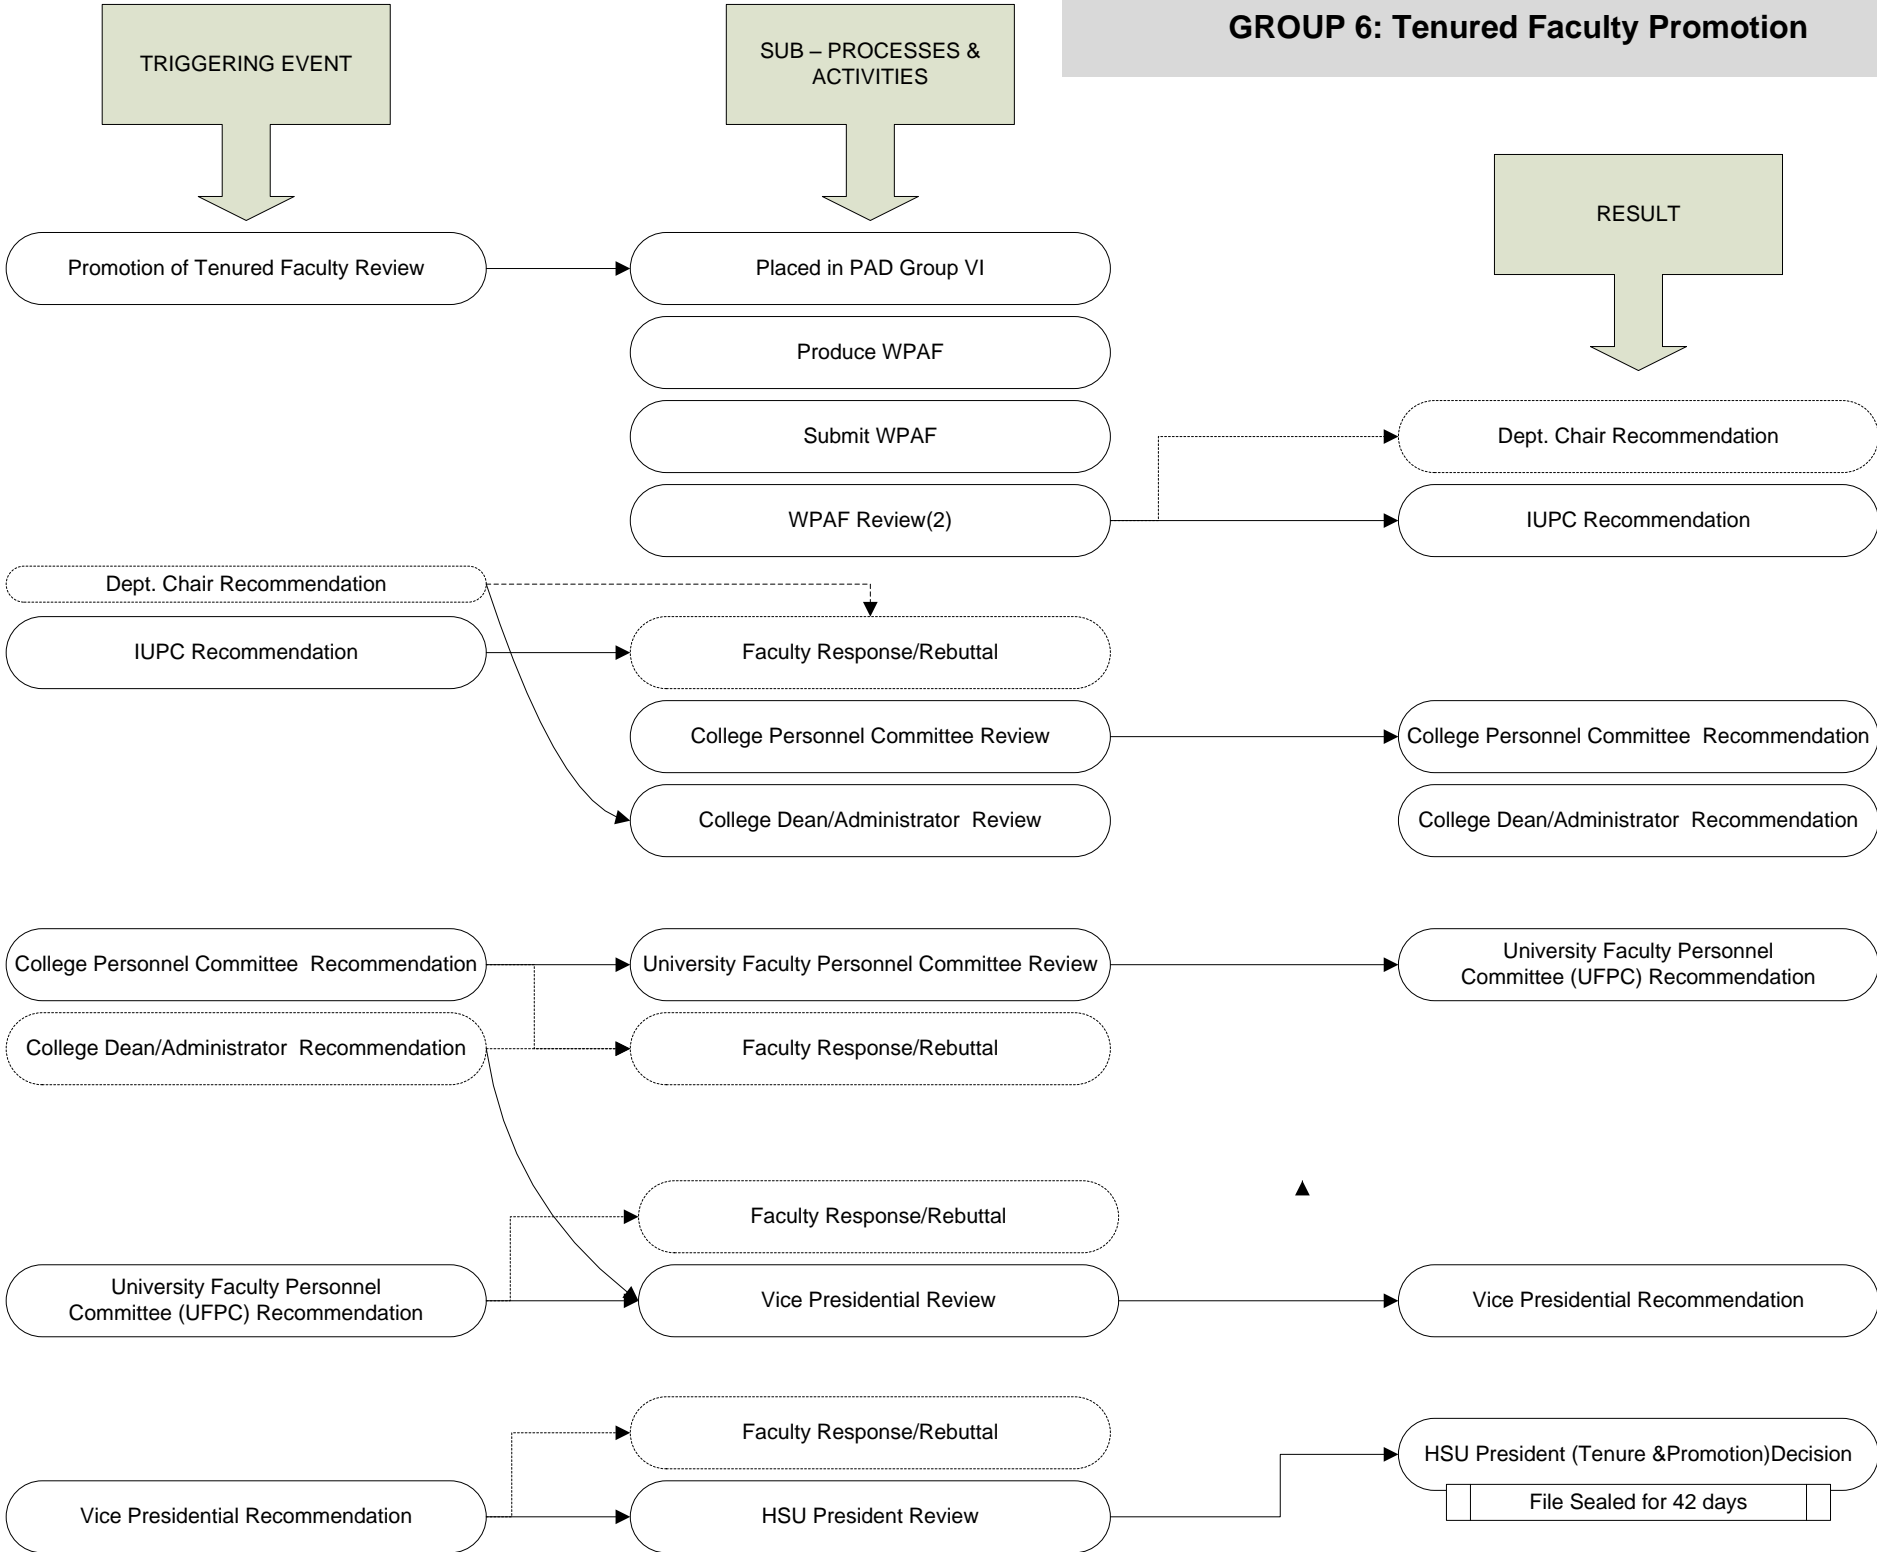 GROUP 6: Tenured Faculty Promotion
TRIGGERING EVENT
SUB – PROCESSES &
ACTIVITIES
RESULT
Promotion of Tenured Faculty Review
Placed in PAD Group VI
Produce WPAF
Submit WPAF
Dept. Chair Recommendation
WPAF Review(2)
IUPC Recommendation
Dept. Chair Recommendation
IUPC Recommendation
Faculty Response/Rebuttal
College Personnel Committee Review
College Personnel Committee Recommendation
College Dean/Administrator Review
College Dean/Administrator Recommendation
College Personnel Committee Recommendation
University Faculty Personnel Committee Review
University Faculty Personnel
Committee (UFPC) Recommendation
College Dean/Administrator Recommendation
Faculty Response/Rebuttal
Faculty Response/Rebuttal
University Faculty Personnel
Committee (UFPC) Recommendation
Vice Presidential Review
Vice Presidential Recommendation
Faculty Response/Rebuttal
HSU President (Tenure &Promotion)Decision
File Sealed for 42 days
Vice Presidential Recommendation
HSU President Review